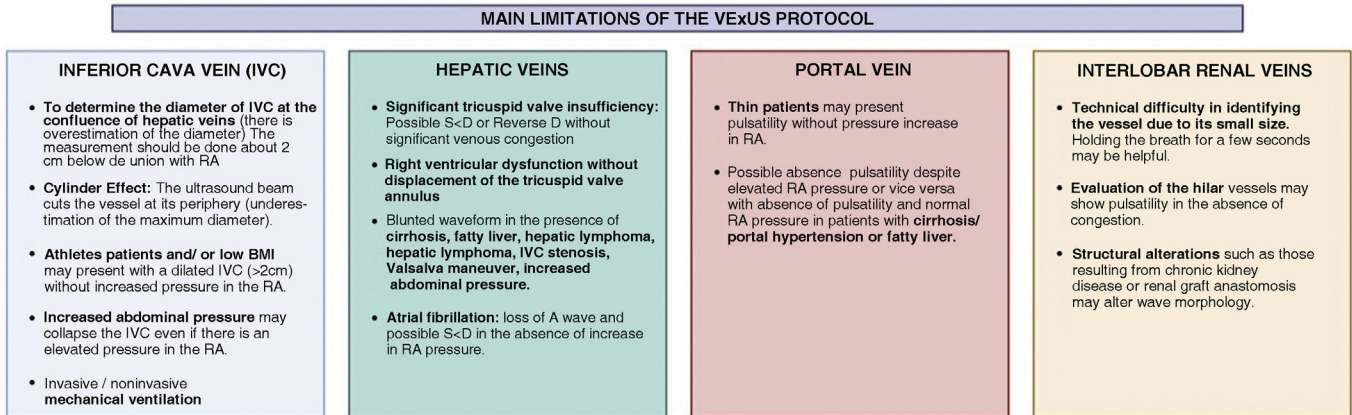 MAIN LIMITATIONS OF THE VExUS PROTOCOL
INFERIOR CAVA VEIN (IVC)
• To determine the diameter of IVC at the
confluence of hepatic veins (there is
overestimation of the diameter) The
measurement should be done about 2
cm below de union with RA
• Cylinder Effect: The ultrasound beam
cuts the vessel at its periphery (underes-
timation of the maximum diameter).
• Athletes patients and/ or low BMI
may present with a dilated IVC (>2cm)
without increased pressure in the RA.
• Increased abdominal pressure may
collapse the IVC even if there is an
elevated pressure in the RA.
• Invasive / noninvasive
mechanical ventilation
HEPATIC VEINS
• Significant tricuspid valve insufficiency:
Possible S<D or Reverse D without
significant venous congestion
• Right ventricular dysfunction without
displacement of the tricuspid valve
annulus
• Blunted waveform in the presence of
cirrhosis, fatty liver, hepatic lymphoma,
hepatic lymphoma, IVC stenosis,
Valsalva maneuver, increased
abdominal pressure.
• Atrial fibrillation: loss of A wave and
possible S<D in the absence of increase
in RA pressure.
PORTAL VEIN
• Thin patients may present
pulsatility without pressure increase
in RA.
• Possible absence pulsatility despite
elevated RA pressure or vice versa
with absence of pulsatility and normal
RA pressure in patients with cirrhosis/
portal hypertension or fatty liver.
INTERLOBAR RENAL VEINS
• Technical difficulty in identifying
the vessel due to its small size.
Holding the breath for a few seconds
may be helpful.
• Evaluation of the hilar vessels may
show pulsatility in the absence of
congestion.
• Structural alterations such as those
resulting from chronic kidney
disease or renal graft anastomosis
may alter wave morphology.